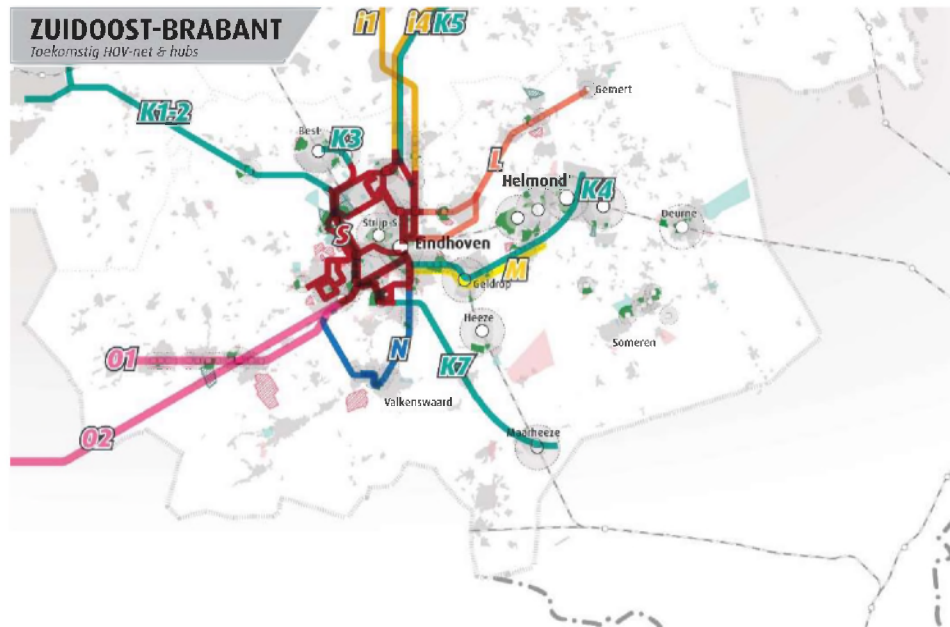 ZUIDOOST-BRABANT
Toekomstig HOV-net & hubs
i1
i4 K5
K1-2
Best
K3
Gemert
L
Helmond
K4
Deurne
Strijp-S
S
Eindhoven
M
Geldrop
Heeze
Someren
O1
N
K7
Valkenswaard
O2
Maarheeze